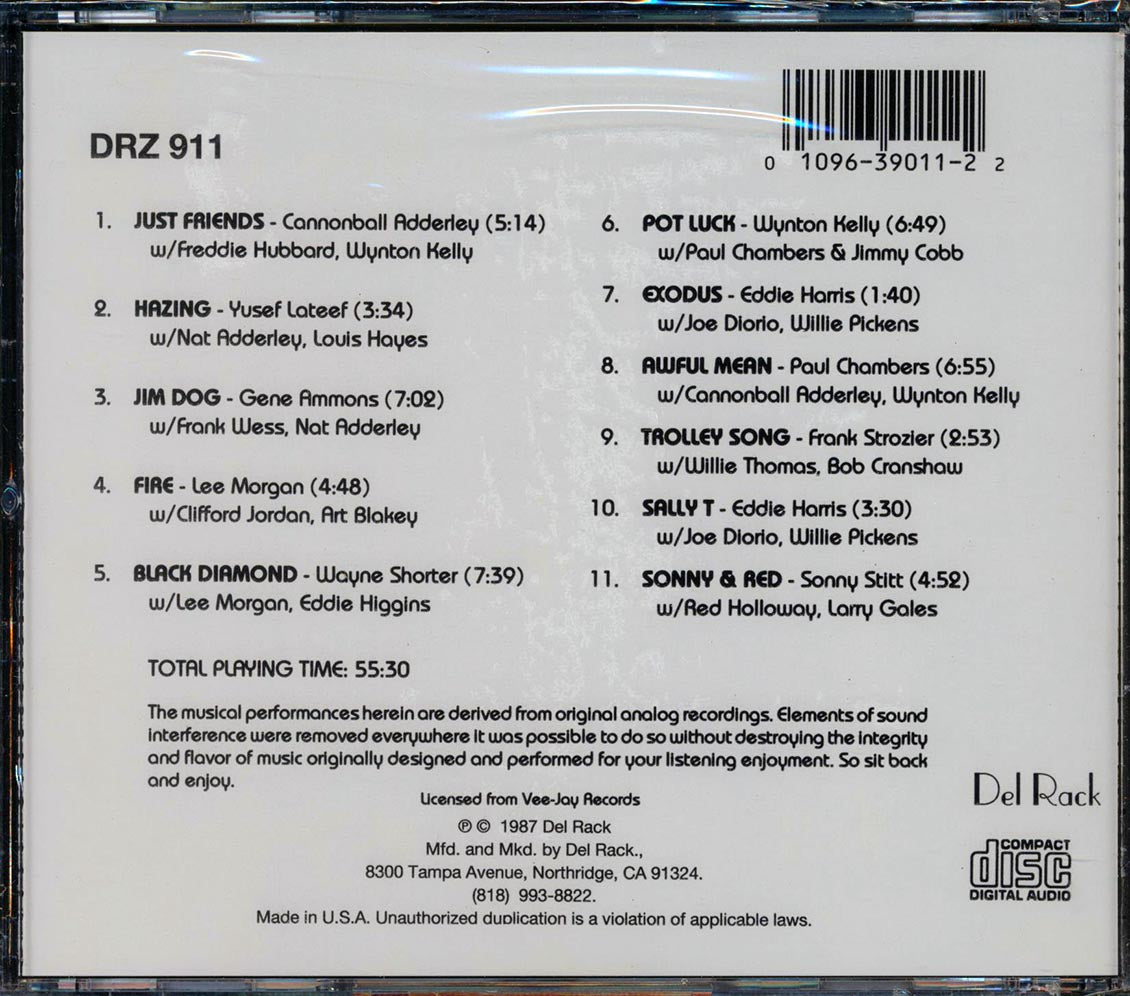 DRZ 911
0 1096-39011-2 2
1. JUST FRIENDS - Cannonball Adderley (5:14)
w/Freddie Hubbard, Wynton Kelly
2. HAZING - Yusef Lateef (3:34)
w/Nat Adderley, Louis Hayes
3. JIM DOG - Gene Ammons (7:02)
w/Frank Wess, Nat Adderley
4. FIRE - Lee Morgan (4:48)
w/Clifford Jordan, Art Blakey
5. BLACK DIAMOND - Wayne Shorter (7:39)
w/Lee Morgan, Eddie Higgins
6. POT LUCK - Wynton Kelly (6:49)
w/Paul Chambers & Jimmy Cobb
7. EXODUS - Eddie Harris (1:40)
w/Joe Diorio, Willie Pickens
8. AWFUL MEAN - Paul Chambers (6:55)
w/Cannonball Adderley, Wynton Kelly
9. TROLLEY SONG - Frank Strozier (2:53)
w/Willie Thomas, Bob Cranshaw
10. SALLY T - Eddie Harris (3:30)
w/Joe Diorio, Willie Pickens
11. SONNY & RED - Sonny Stitt (4:52)
w/Red Holloway, Larry Gales
TOTAL PLAYING TIME: 55:30
The musical performances herein are derived from original analog recordings. Elements of sound
interference were removed everywhere it was possible to do so without destroying the integrity
and flavor of music originally designed and performed for your listening enjoyment. So sit back
and enjoy.
Licensed from Vee-Jay Records
℗ © 1987 Del Rack
Mfd. and Mkd. by Del Rack.,
8300 Tampa Avenue, Northridge, CA 91324.
(818) 993-8822.
Made in U.S.A. Unauthorized duplication is a violation of applicable laws.
Del Rack
COMPACT
disc
DIGITAL AUDIO